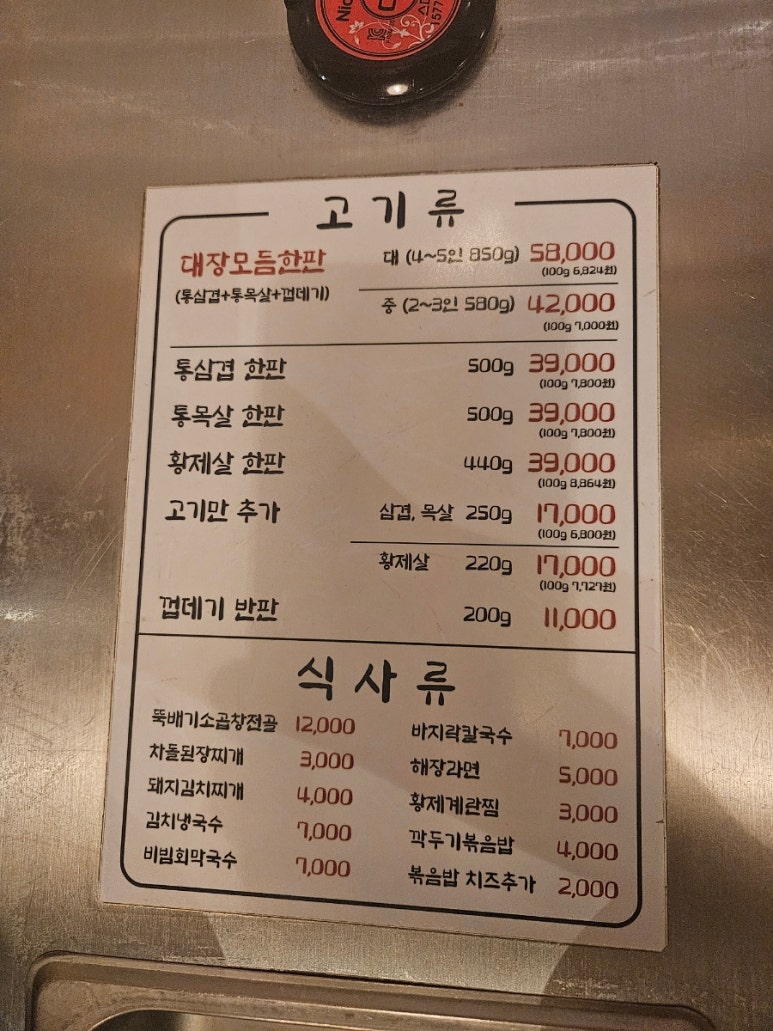 Nic
1577
고기류
대장모듬한판 대 (4~5인 850g) 58,000
(100g 6,824원)
(통삼겹+통목살+껍데기) 중 (2~3인 580g) 42,000
(100g 7,000원)
통삼겹 한판 500g 39,000
(100g 7,800원)
통목살 한판 500g 39,000
(100g 7,800원)
황제살 한판 440g 39,000
(100g 8,864원)
고기만 추가 삼겹, 목살 250g 17,000
(100g 6,800원)
황제살 220g 17,000
(100g 7,727원)
껍데기 반판 200g 11,000
식사류
뚝배기소곱창전골 12,000
차돌된장찌개 3,000
돼지김치찌개 4,000
김치냉국수 7,000
비빔회막국수 7,000
바지락칼국수 7,000
해장라면 5,000
황제계란찜 3,000
깍두기볶음밥 4,000
볶음밥 치즈추가 2,000